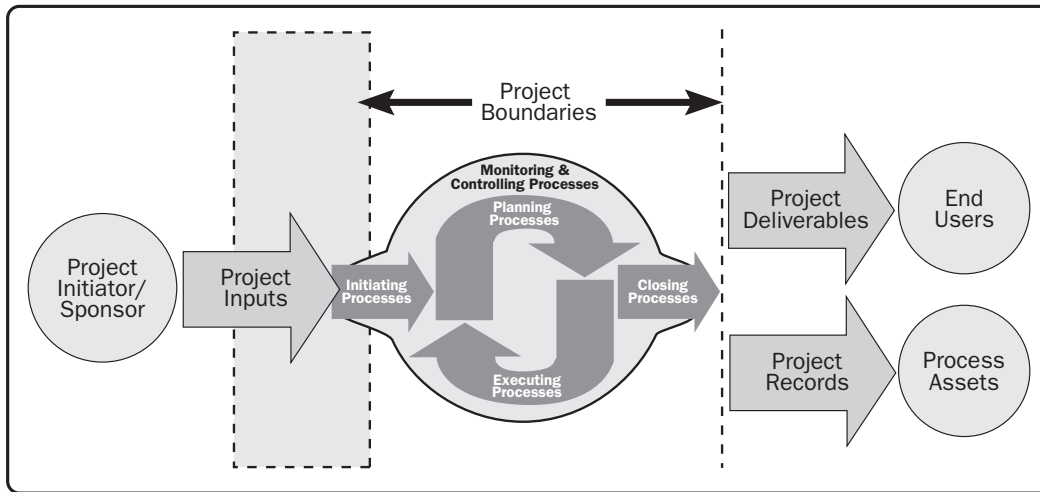 Project
Boundaries
Monitoring &
Controlling Processes
Planning
Processes
Project
Initiator/
Sponsor
Project
Inputs
Initiating
Processes
Closing
Processes
Executing
Processes
Project
Deliverables
End
Users
Project
Records
Process
Assets